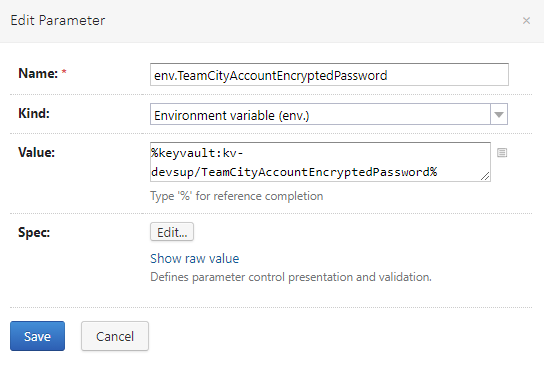 Edit Parameter ×
Name: * env.TeamCityAccountEncryptedPassword
Kind: Environment variable (env.)
Value: %keyvault:kv-
devsup/TeamCityAccountEncryptedPassword%
Type '%' for reference completion
Spec: Edit...
Show raw value
Defines parameter control presentation and validation.
Save Cancel